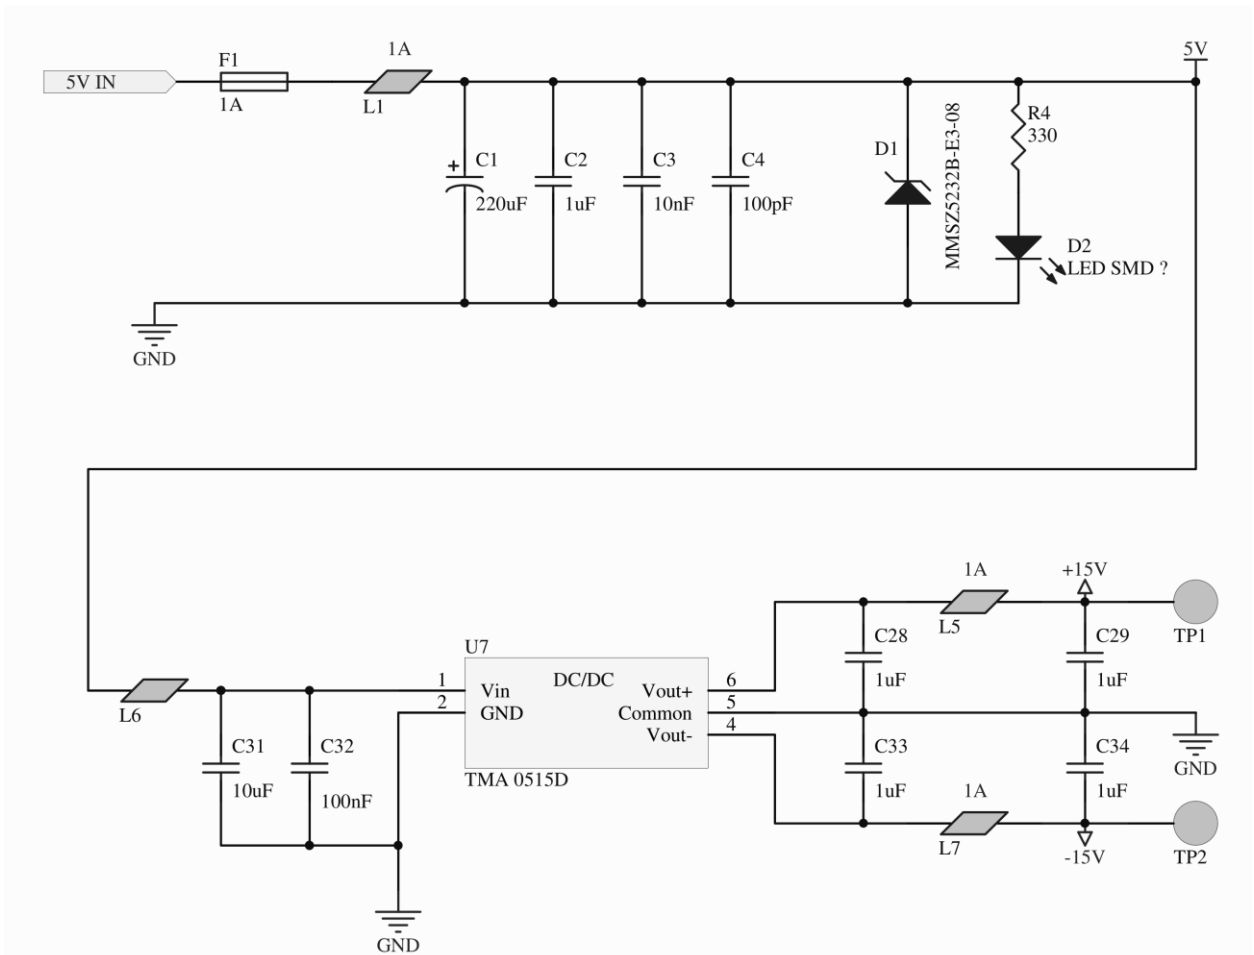 1A
5V
F1
5V IN
1A
L1
R4
330
D1
MMSZ5232B-E3-08
+
C1
220uF
C2
1uF
C3
10nF
C4
100pF
D2
LED SMD ?
GND
1A
+15V
L5
TP1
C28
1uF
C29
1uF
U7
DC/DC
1
Vin
2
GND
Vout+
6
Common
5
Vout-
4
TMA 0515D
L6
C31
10uF
C32
100nF
GND
C33
1uF
C34
1uF
GND
1A
L7
-15V
TP2
GND